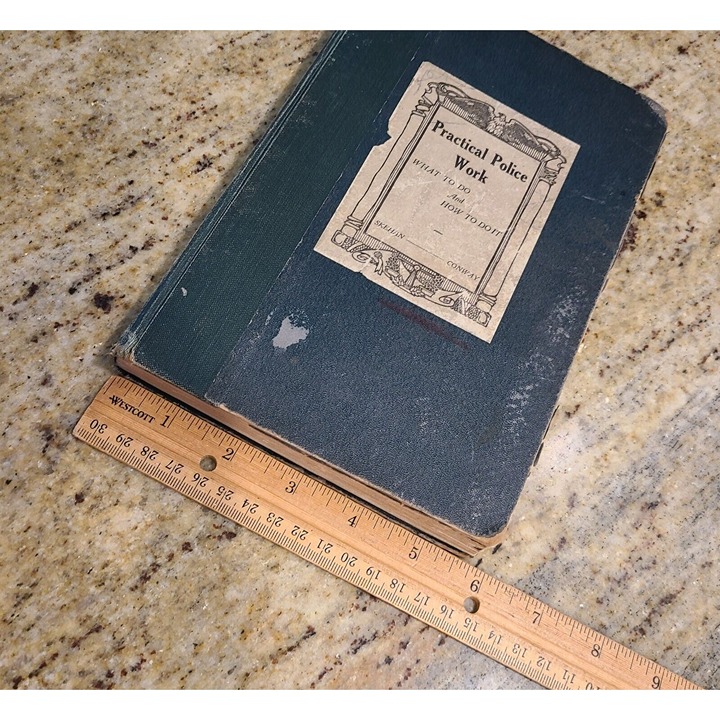 Practical Police
Work
WHAT TO DO
And
HOW TO DO IT
SKEHAN
CONWAY
WESTCOTT
1 2 3 4 5 6 7 8 9
30 29 28 27 26 25 24 23 22 21 20 19 18 17 16 15 14 13 12 11 10